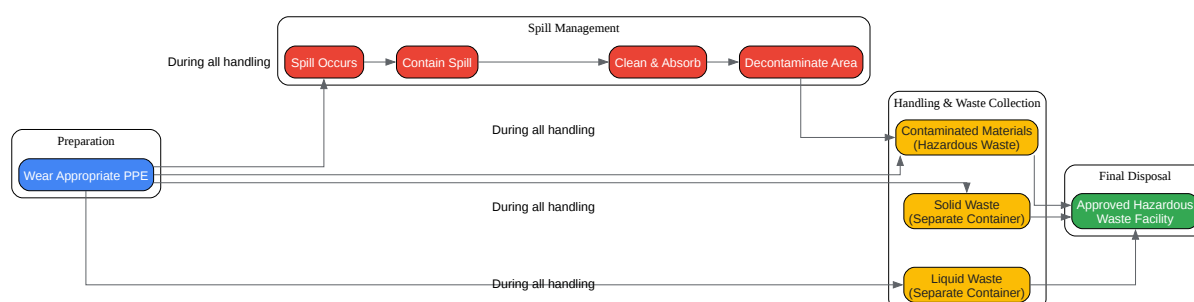 Spill Management
During all handling
Spill Occurs
Contain Spill
Clean & Absorb
Decontaminate Area
Handling & Waste Collection
During all handling
Contaminated Materials
(Hazardous Waste)
Preparation
Wear Appropriate PPE
Final Disposal
During all handling
Solid Waste
(Separate Container)
Approved Hazardous
Waste Facility
During all handling
Liquid Waste
(Separate Container)